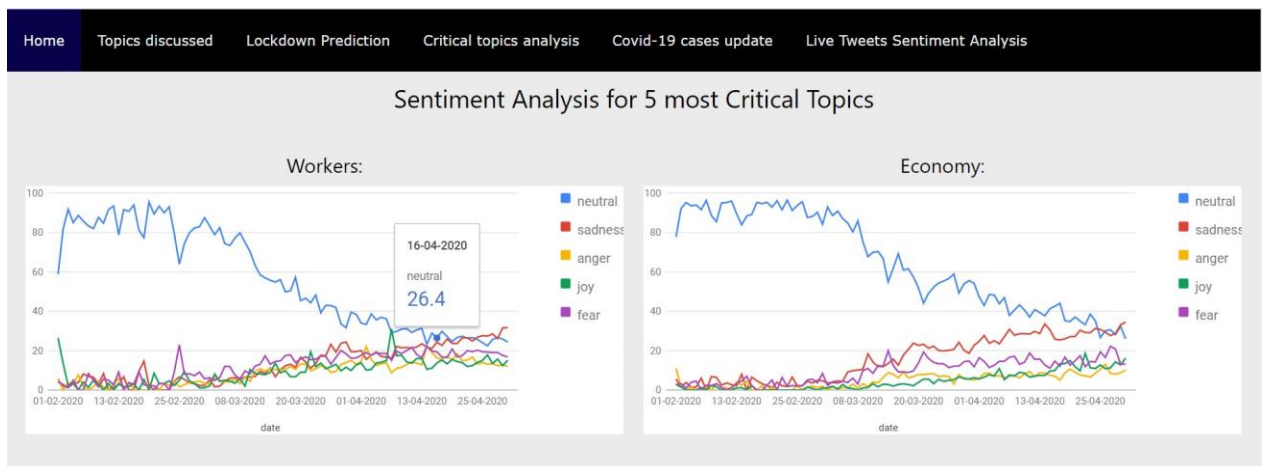 Home Topics discussed Lockdown Prediction Critical topics analysis Covid-19 cases update Live Tweets Sentiment Analysis
Sentiment Analysis for 5 most Critical Topics
Workers:
100
80
60
40
20
0
01-02-2020 13-02-2020 25-02-2020 08-03-2020 20-03-2020 01-04-2020 13-04-2020 25-04-2020
date
16-04-2020
neutral
26.4
neutral
sadness
anger
joy
fear
Economy:
100
80
60
40
20
0
01-02-2020 13-02-2020 25-02-2020 08-03-2020 20-03-2020 01-04-2020 13-04-2020 25-04-2020
date
neutral
sadness
anger
joy
fear